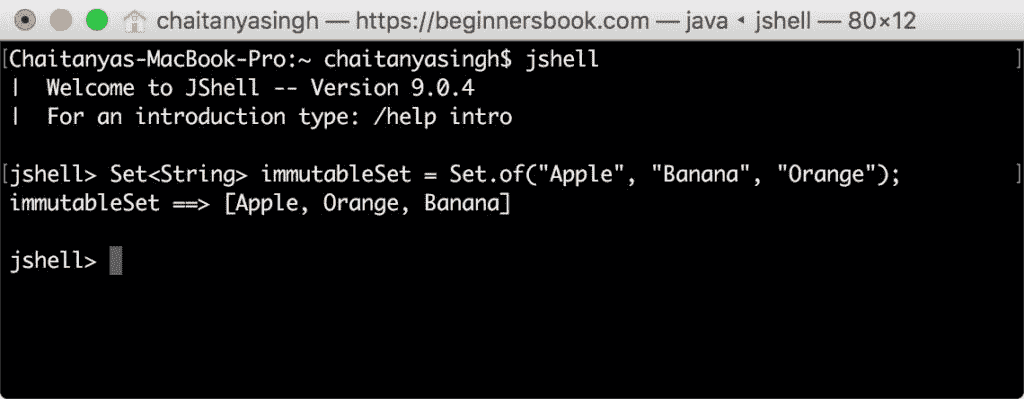 chaitanyasingh — https://beginnersbook.com — java ◂ jshell — 80×12
[Chaitanyas-MacBook-Pro:~ chaitanyasingh$ jshell ]
| Welcome to JShell -- Version 9.0.4
| For an introduction type: /help intro
[jshell> Set<String> immutableSet = Set.of("Apple", "Banana", "Orange"); ]
immutableSet ==> [Apple, Orange, Banana]
jshell>